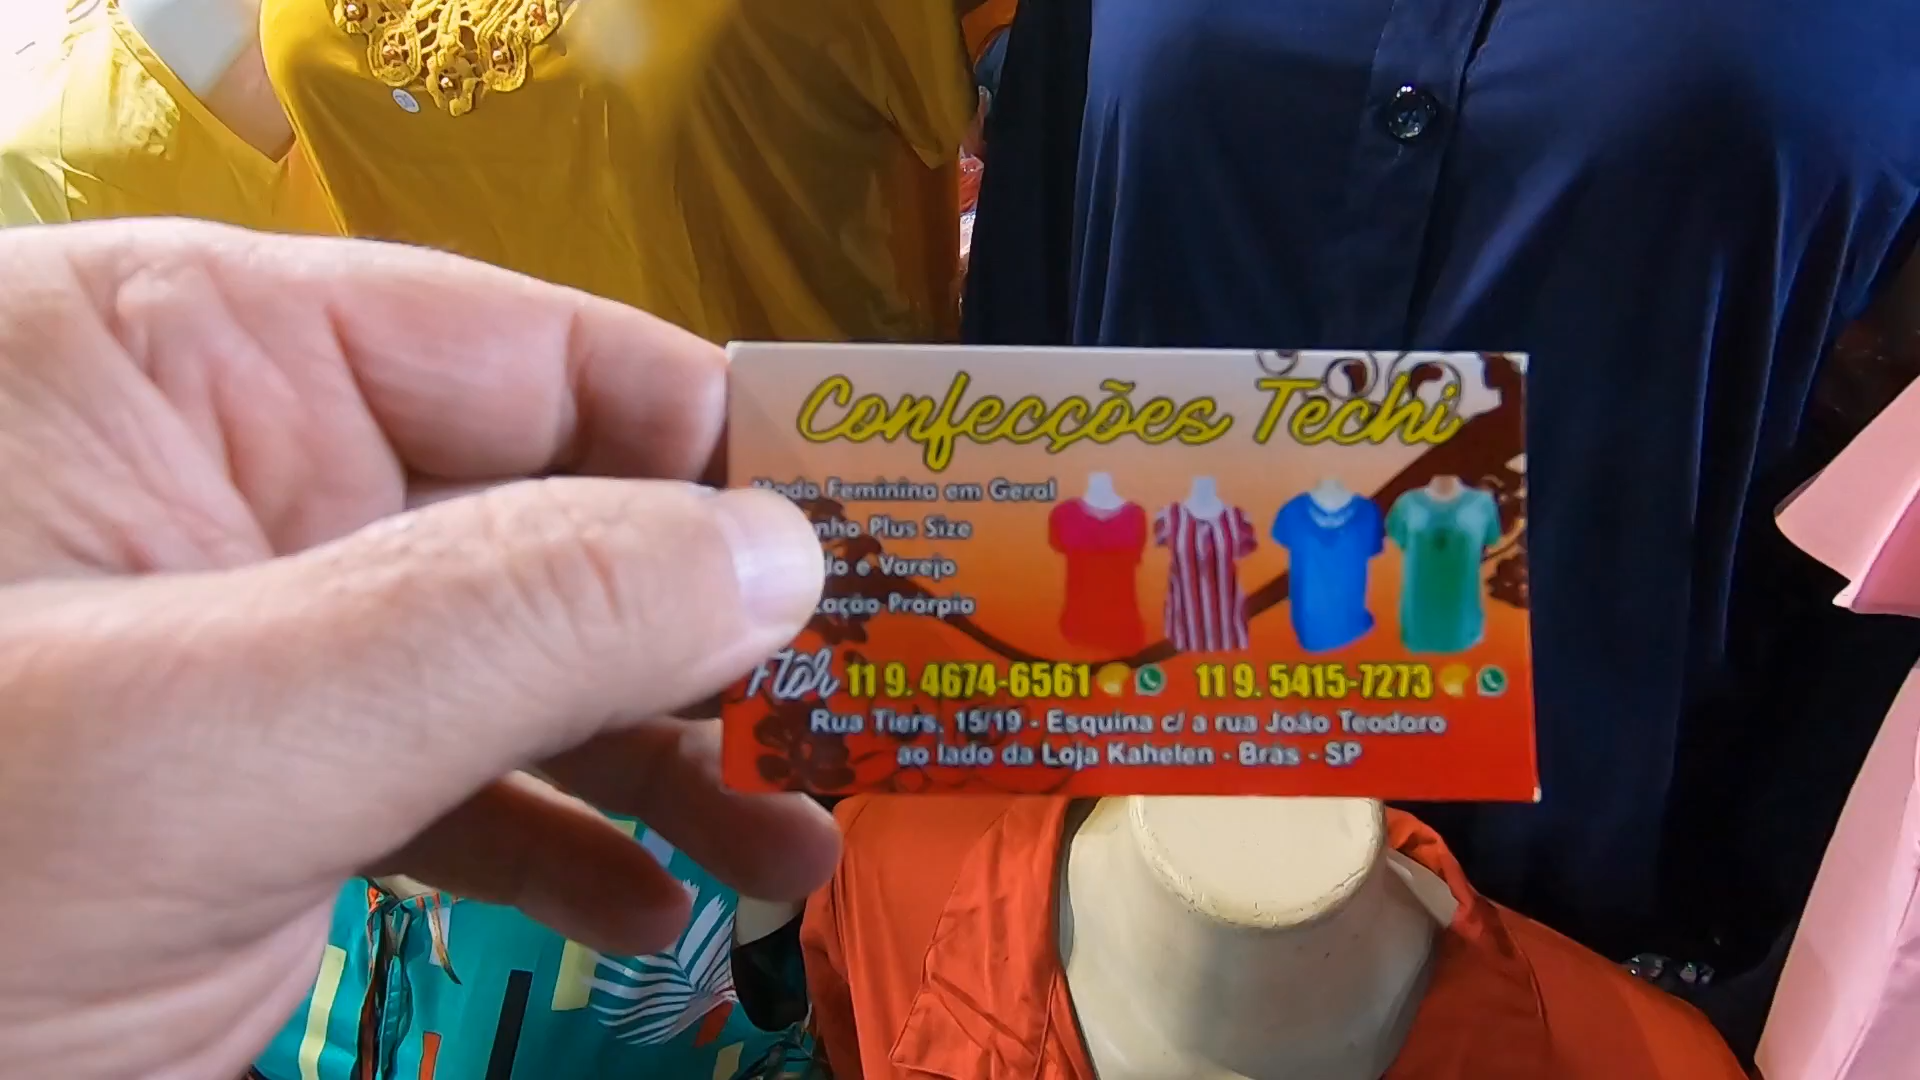 Confecções Techi
Moda Feminina em Geral
Plus Size
e Varejo
Prórpia
Flôr 11 9. 4674-6561 11 9. 5415-7273
Rua Tiers, 15/19 - Esquina c/ a rua João Teodoro
ao lado da Loja Kahelen - Bras - SP